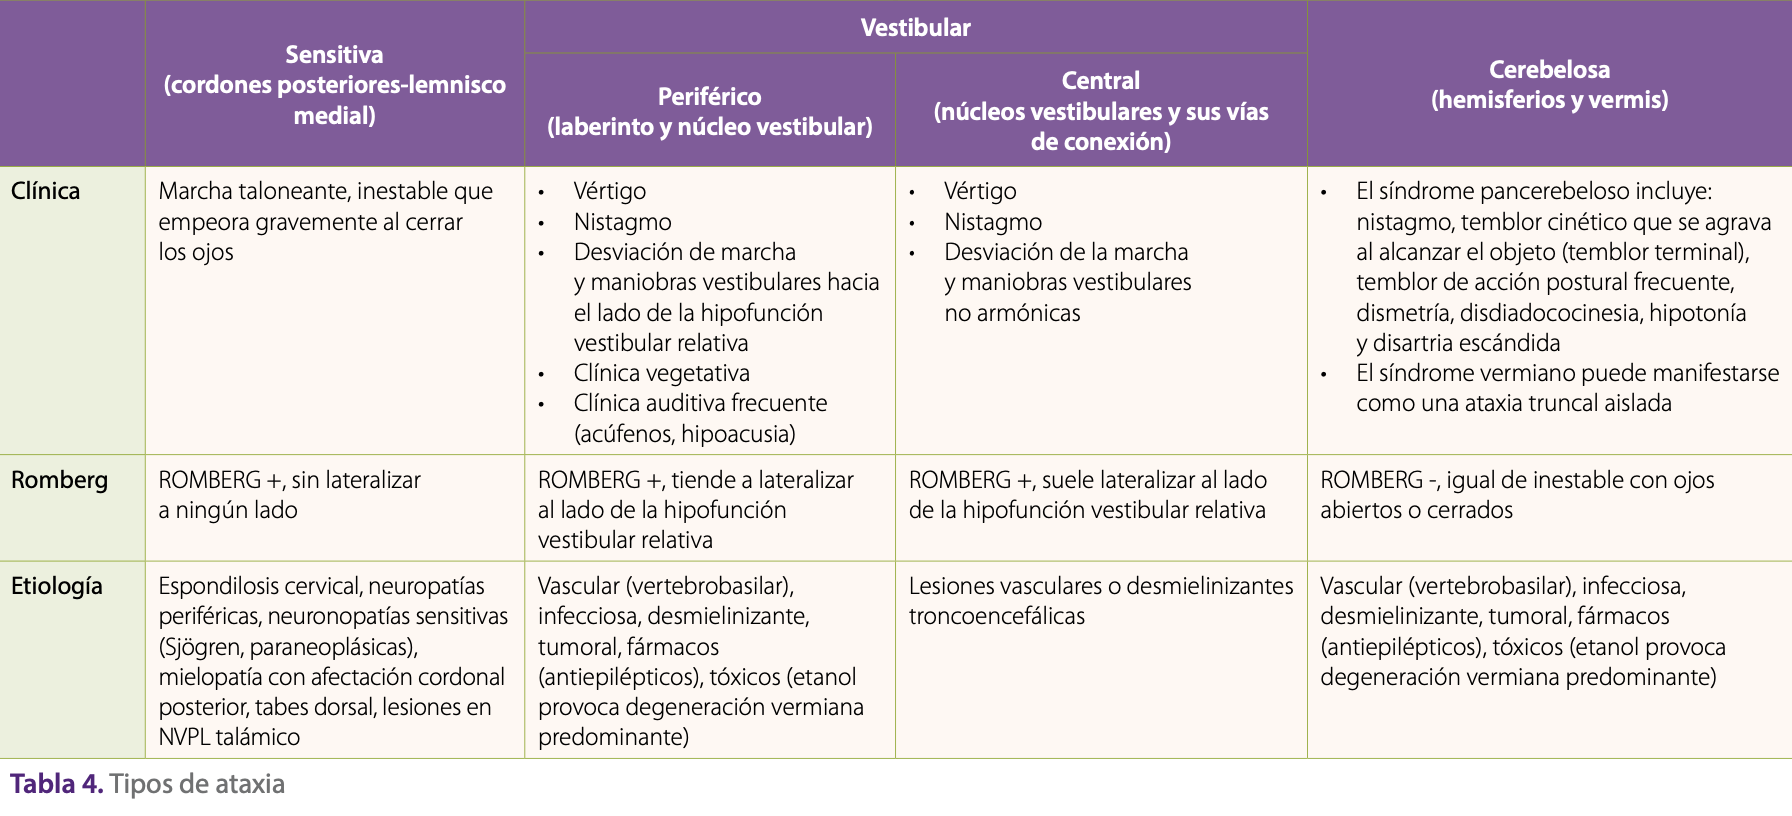 Sensitiva
(cordones posteriores-lemnisco
medial)
Vestibular
Periférico
(laberinto y núcleo vestibular)
Central
(núcleos vestibulares y sus vías
de conexión)
Cerebelosa
(hemisferios y vermis)
Clínica
Marcha taloneante, inestable que
empeora gravemente al cerrar
los ojos
• Vértigo
• Nistagmo
• Desviación de marcha
y maniobras vestibulares hacia
el lado de la hipofunción
vestibular relativa
• Clínica vegetativa
• Clínica auditiva frecuente
(acúfenos, hipoacusia)
• Vértigo
• Nistagmo
• Desviación de la marcha
y maniobras vestibulares
no armónicas
• El síndrome pancerebeloso incluye:
nistagmo, temblor cinético que se agrava
al alcanzar el objeto (temblor terminal),
temblor de acción postural frecuente,
dismetría, disdiadococinesia, hipotonía
y disartria escándida
• El síndrome vermiano puede manifestarse
como una ataxia truncal aislada
Romberg
ROMBERG +, sin lateralizar
a ningún lado
ROMBERG +, tiende a lateralizar
al lado de la hipofunción
vestibular relativa
ROMBERG +, suele lateralizar al lado
de la hipofunción vestibular relativa
ROMBERG -, igual de inestable con ojos
abiertos o cerrados
Etiología
Espondilosis cervical, neuropatías
periféricas, neuronopatías sensitivas
(Sjögren, paraneoplásicas),
mielopatía con afectación cordonal
posterior, tabes dorsal, lesiones en
NVPL talámico
Vascular (vertebrobasilar),
infecciosa, desmielinizante,
tumoral, fármacos
(antiepilépticos), tóxicos (etanol
provoca degeneración vermiana
predominante)
Lesiones vasculares o desmielinizantes
troncoencefálicas
Vascular (vertebrobasilar), infecciosa,
desmielinizante, tumoral, fármacos
(antiepilépticos), tóxicos (etanol provoca
degeneración vermiana predominante)
Tabla 4. Tipos de ataxia